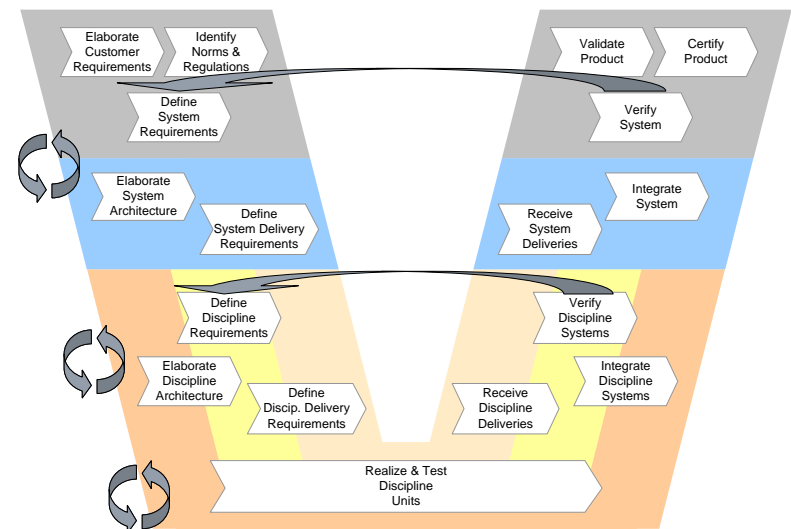 Elaborate
Customer
Requirements
Identify
Norms &
Regulations
Validate
Product
Certify
Product
Define
System
Requirements
Verify
System
Elaborate
System
Architecture
Integrate
System
Define
System Delivery
Requirements
Receive
System
Deliveries
Define
Discipline
Requirements
Verify
Discipline
Systems
Elaborate
Discipline
Architecture
Integrate
Discipline
Systems
Define
Discip. Delivery
Requirements
Receive
Discipline
Deliveries
Realize & Test
Discipline
Units